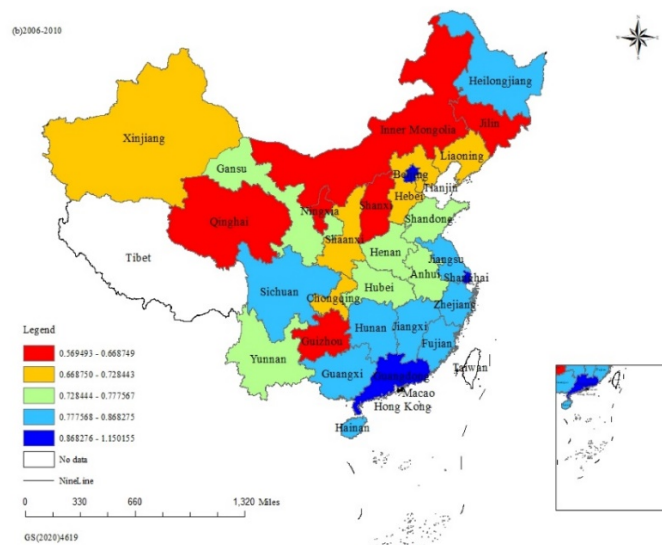 (b)2006-2010
Heilongjiang
Xinjiang
Inner Mongolia
Jilin
Liaoning
Gansu
Beijing
Tianjin
Hebei
Ningxia
Shanxi
Qinghai
Shandong
Shaanxi
Henan
Jiangsu
Tibet
Anhui
Shanghai
Sichuan
Chongqing
Hubei
Zhejiang
Legend
Hunan
Jiangxi
0.569493 - 0.668749
Guizhou
Fujian
0.668750 - 0.728443
Yunnan
Taiwan
0.728444 - 0.777567
Guangxi
Guangdong
0.777568 - 0.868275
Macao
Hong Kong
0.868276 - 1.150155
Hainan
No data
NineLine
0 330 660 1,320 Miles
GS(2020)4619